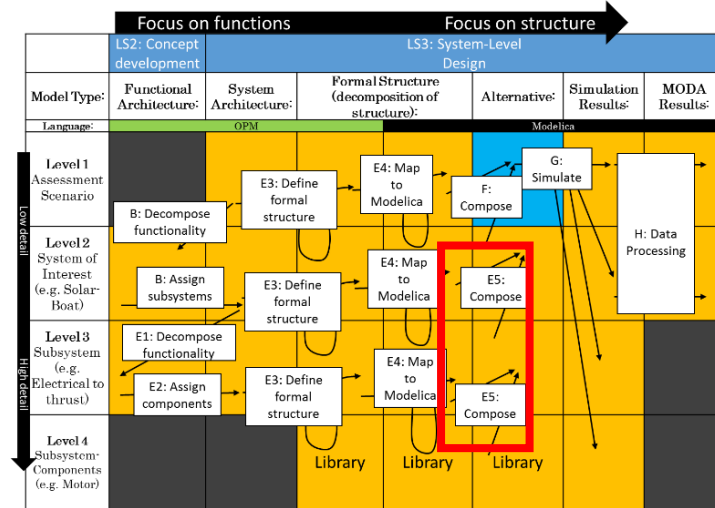 Focus on functions
Focus on structure
LS2: Concept
development
LS3: System-Level
Design
Model Type:
Functional
Architecture:
System
Architecture:
Formal Structure
(decomposition of
structure):
Alternative:
Simulation
Results:
MODA
Results:
Language:
OPM
Modelica
Low detail
High detail
Level 1
Assessment
Scenario
E3: Define
formal
structure
E4: Map
to
Modelica
F:
Compose
G:
Simulate
B: Decompose
functionality
H: Data
Processing
Level 2
System of
Interest
(e.g. Solar-
Boat)
B: Assign
subsystems
E3: Define
formal
structure
E4: Map
to
Modelica
E5:
Compose
Level 3
Subsystem
(e.g.
Electrical to
thrust)
E1: Decompose
functionality
E2: Assign
components
E3: Define
formal
structure
E4: Map
to
Modelica
E5:
Compose
Level 4
Subsystem-
Components
(e.g. Motor)
Library
Library
Library